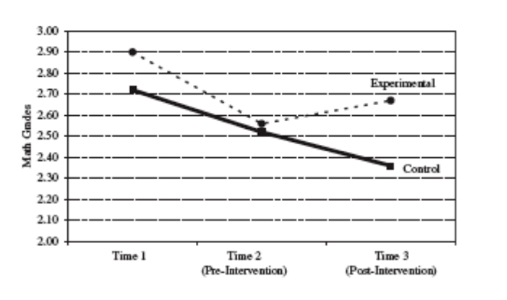 3.00
2.90
2.80
2.70
2.60
2.50
2.40
2.30
2.20
2.10
2.00
Math Grades
Experimental
Control
Time 1
Time 2
(Pre-Intervention)
Time 3
(Post-Intervention)